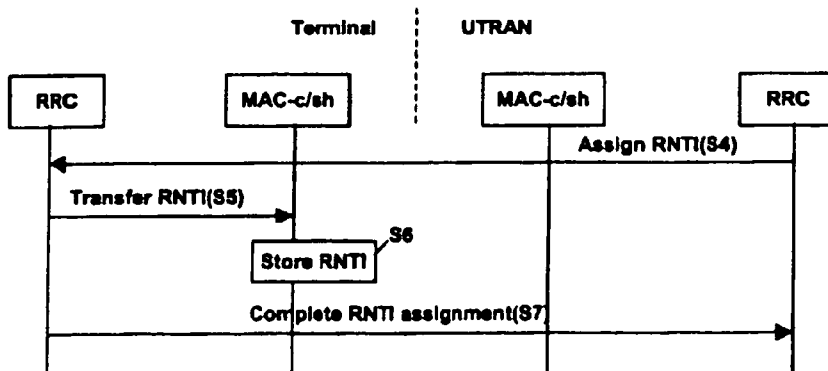 Terminal UTRAN
RRC MAC-c/sh MAC-c/sh RRC
Assign RNTI(S4)
Transfer RNTI(S5)
S6
Store RNTI
Complete RNTI assignment(S7)